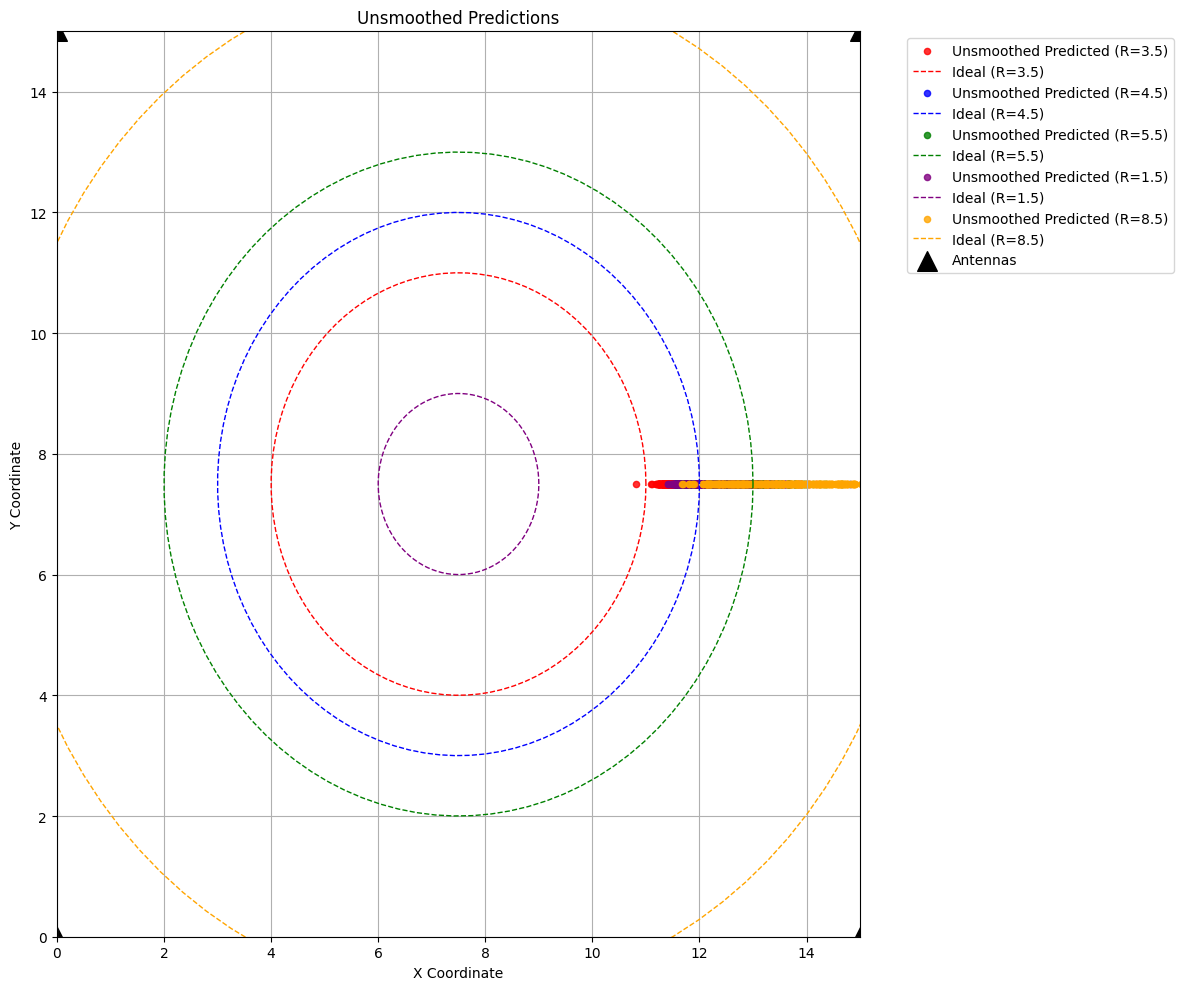 Unsmoothed Predictions
Unsmoothed Predicted (R=3.5)
Ideal (R=3.5)
Unsmoothed Predicted (R=4.5)
Ideal (R=4.5)
Unsmoothed Predicted (R=5.5)
Ideal (R=5.5)
Unsmoothed Predicted (R=1.5)
Ideal (R=1.5)
Unsmoothed Predicted (R=8.5)
Ideal (R=8.5)
Antennas
Y Coordinate
14
12
10
8
6
4
2
0
0 2 4 6 8 10 12 14
X Coordinate